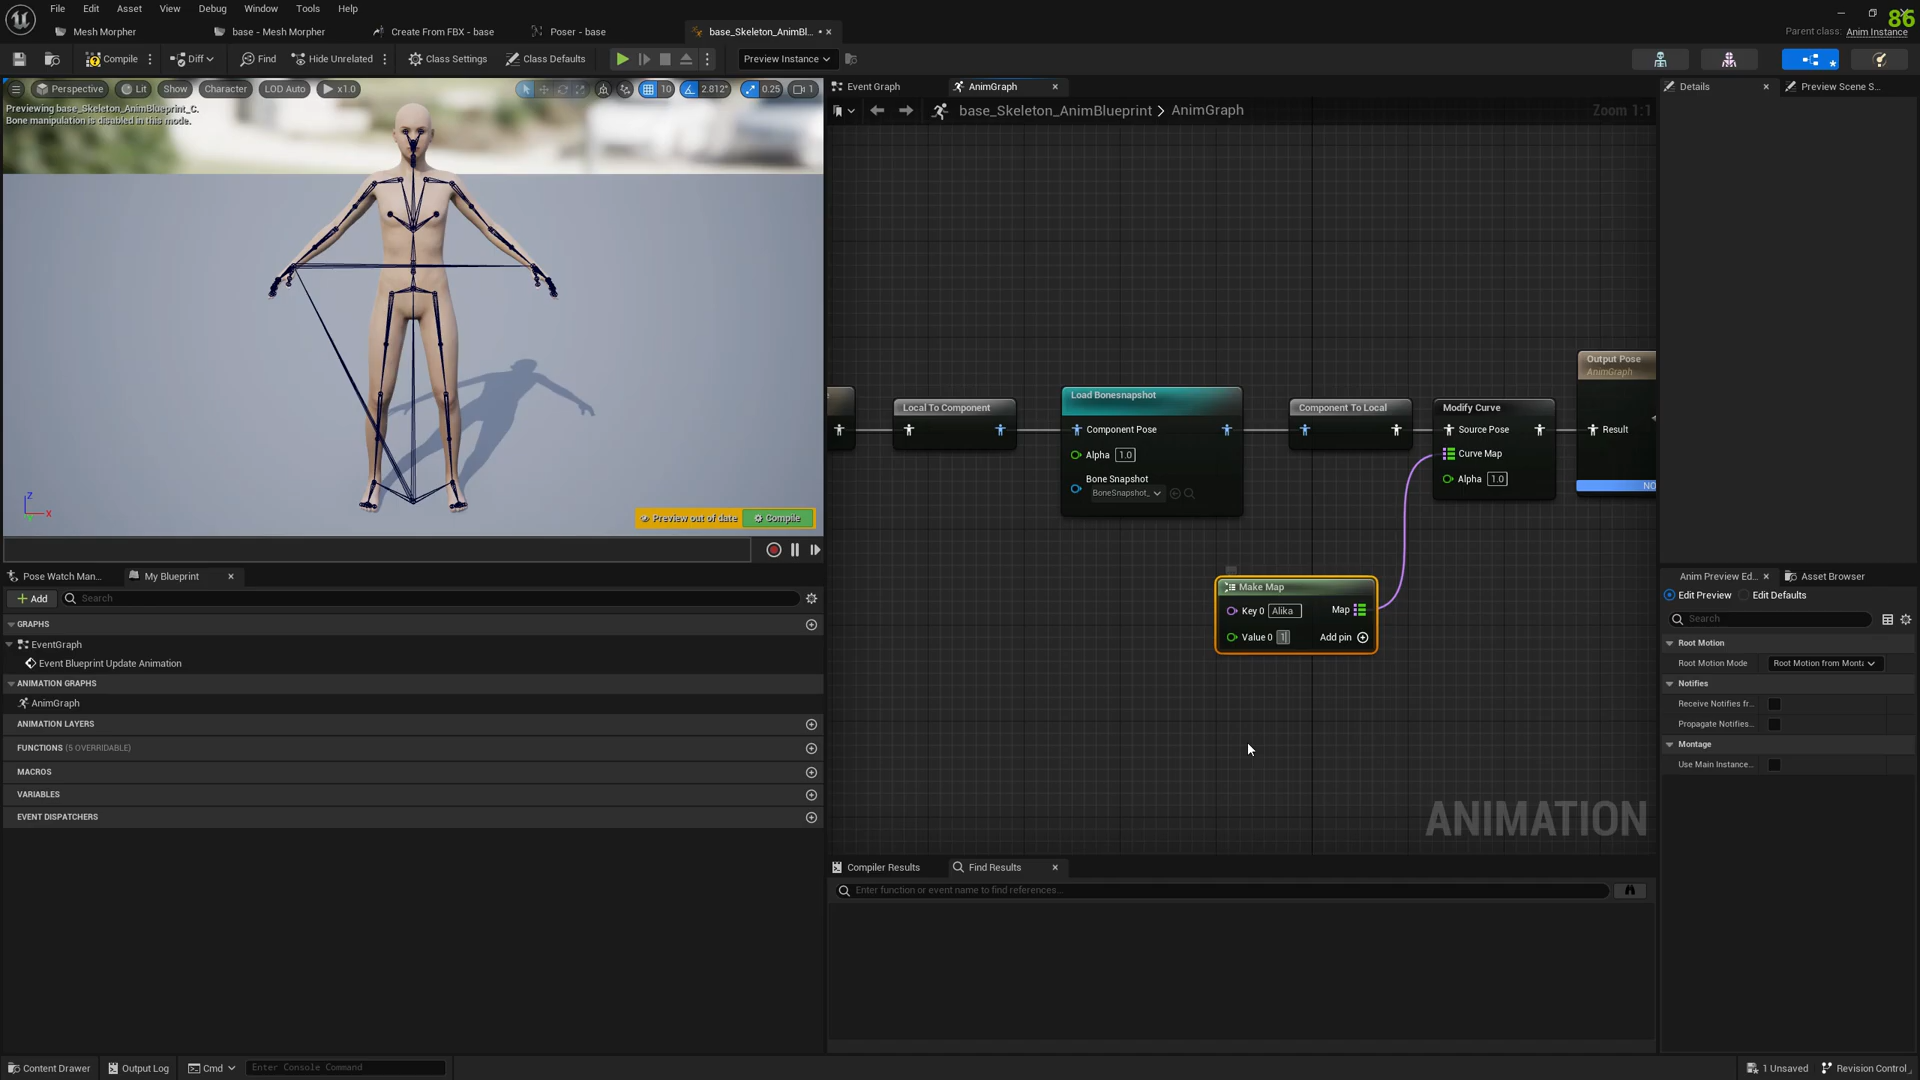 File Edit Asset View Debug Window Tools Help
86
Mesh Morpher base - Mesh Morpher Create From FBX - base Poser - base base_Skeleton_AnimBl... •
Parent class: Anim Instance
Compile Diff Find Hide Unrelated Class Settings Class Defaults Preview Instance
Perspective Lit Show Character LOD Auto x1.0 10 2.812° 0.25 1
Previewing base_Skeleton_AnimBlueprint_C.
Bone manipulation is disabled in this mode.
Z
X
Preview out of date Compile
Event Graph AnimGraph
base_Skeleton_AnimBlueprint > AnimGraph Zoom 1:1
Local To Component
Load Bonesnapshot
Component Pose
Alpha 1.0
Bone Snapshot
BoneSnapshot_
Component To Local
Modify Curve
Source Pose
Curve Map
Alpha 1.0
Output Pose
AnimGraph
Result
NO
Make Map
Key 0 Alika Map
Value 0 1 Add pin
ANIMATION
Pose Watch Man... My Blueprint
Add Search
GRAPHS
EventGraph
Event Blueprint Update Animation
ANIMATION GRAPHS
AnimGraph
ANIMATION LAYERS
FUNCTIONS (5 OVERRIDABLE)
MACROS
VARIABLES
EVENT DISPATCHERS
Compiler Results Find Results
Enter function or event name to find references...
Details Preview Scene S...
Anim Preview Ed... Asset Browser
Edit Preview Edit Defaults
Search
Root Motion
Root Motion Mode Root Motion from Monta
Notifies
Receive Notifies fr...
Propagate Notifies...
Montage
Use Main Instance...
Content Drawer Output Log Cmd Enter Console Command 1 Unsaved Revision Control